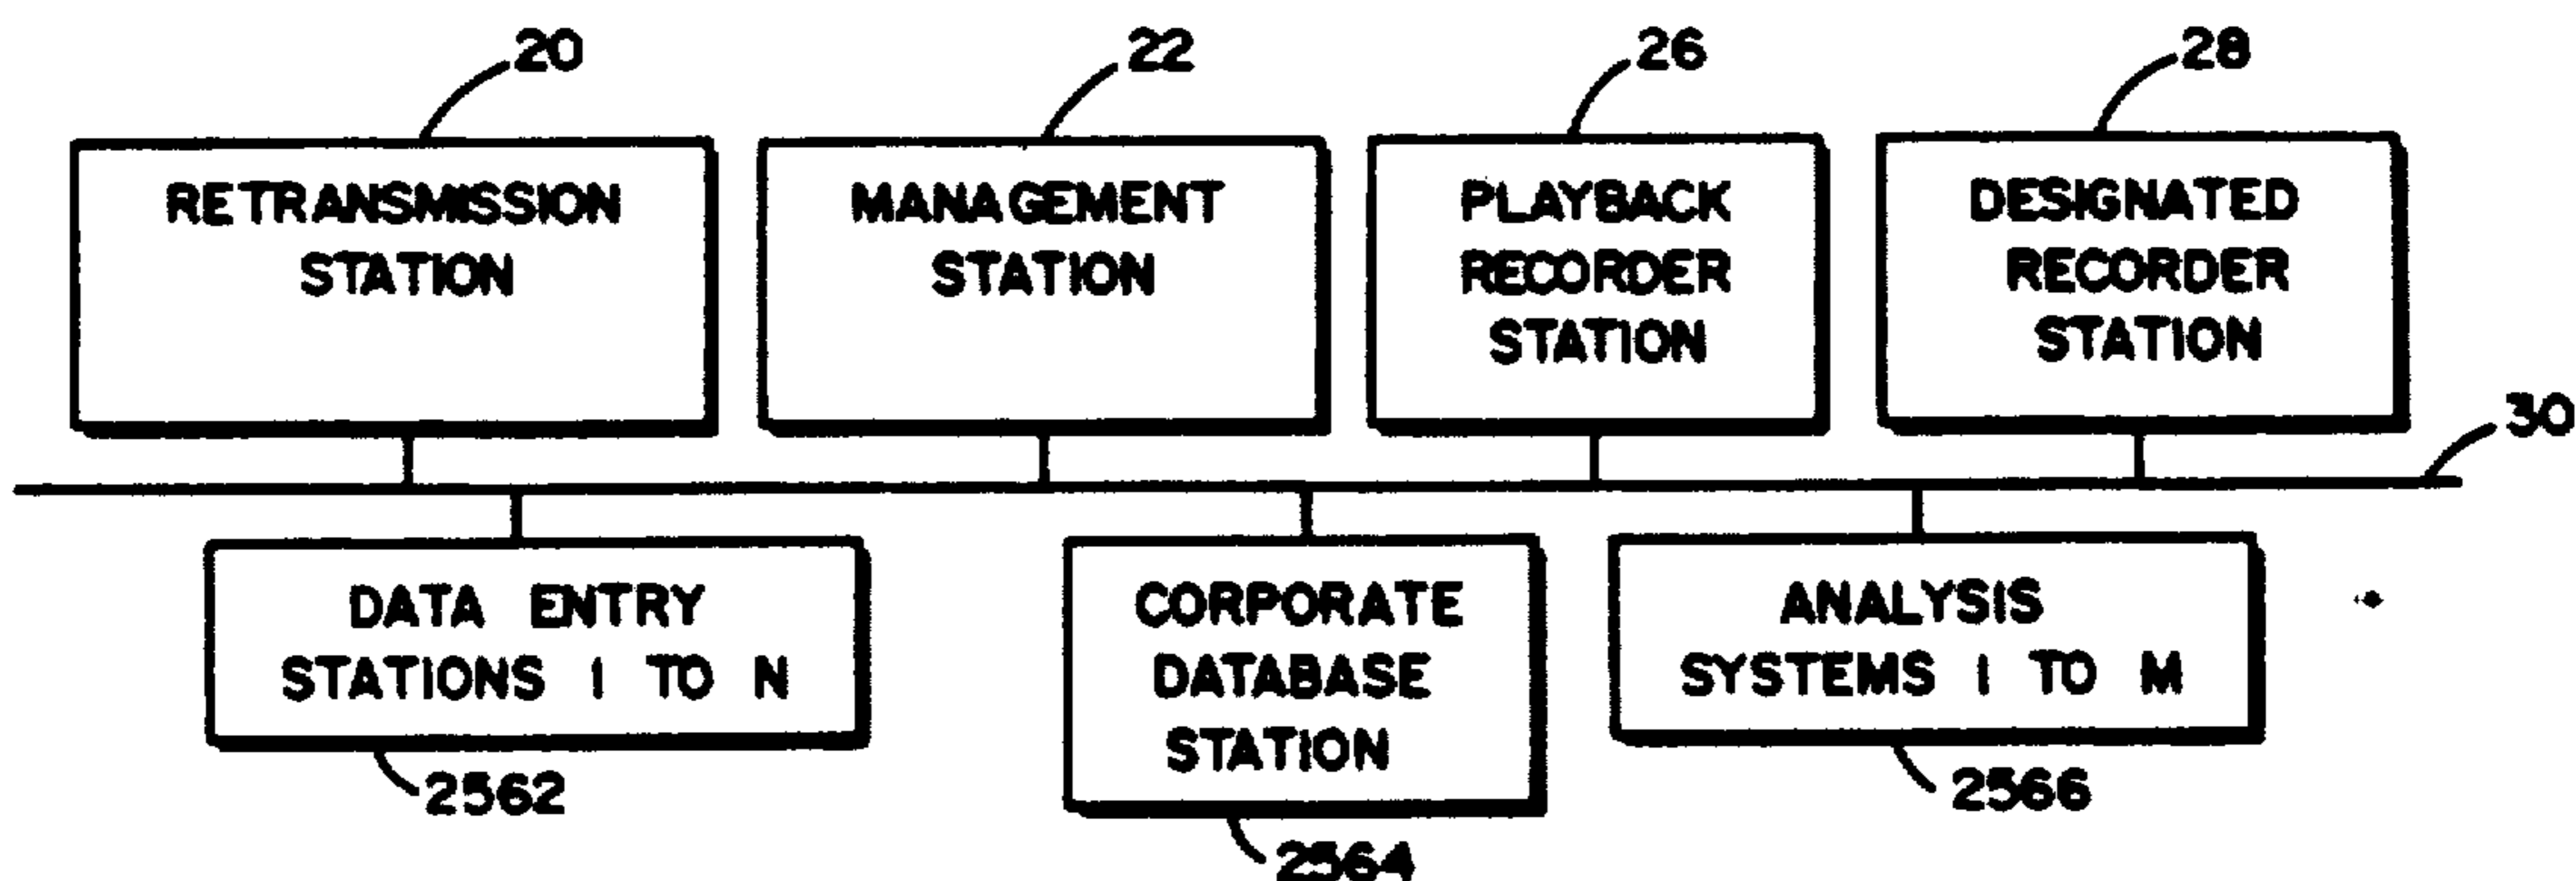 20
22
26
28
RETRANSMISSION
STATION
MANAGEMENT
STATION
PLAYBACK
RECORDER
STATION
DESIGNATED
RECORDER
STATION
30
DATA ENTRY
STATIONS 1 TO N
CORPORATE
DATABASE
STATION
ANALYSIS
SYSTEMS 1 TO M
2562
2564
2566